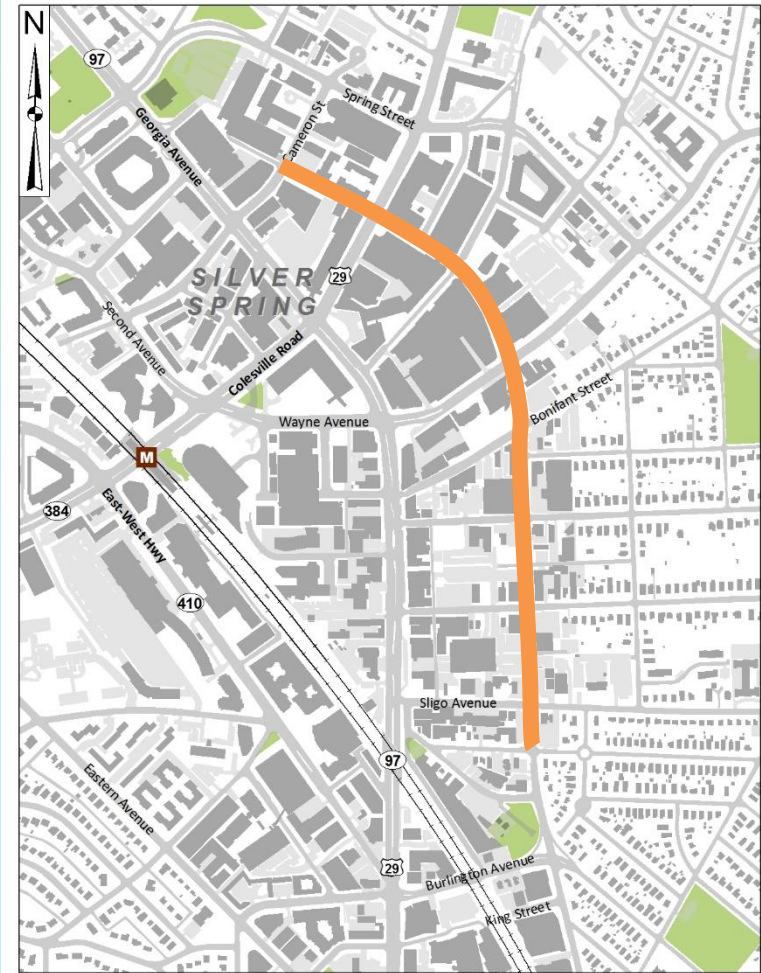 N
97
Spring Street
Cameron St
Georgia Avenue
SILVER
SPRING
29
Second Avenue
Colesville Road
Bonifant Street
Wayne Avenue
M
384
East-West Hwy
410
Sligo Avenue
97
Eastern Avenue
29
Burlington Avenue
King Street